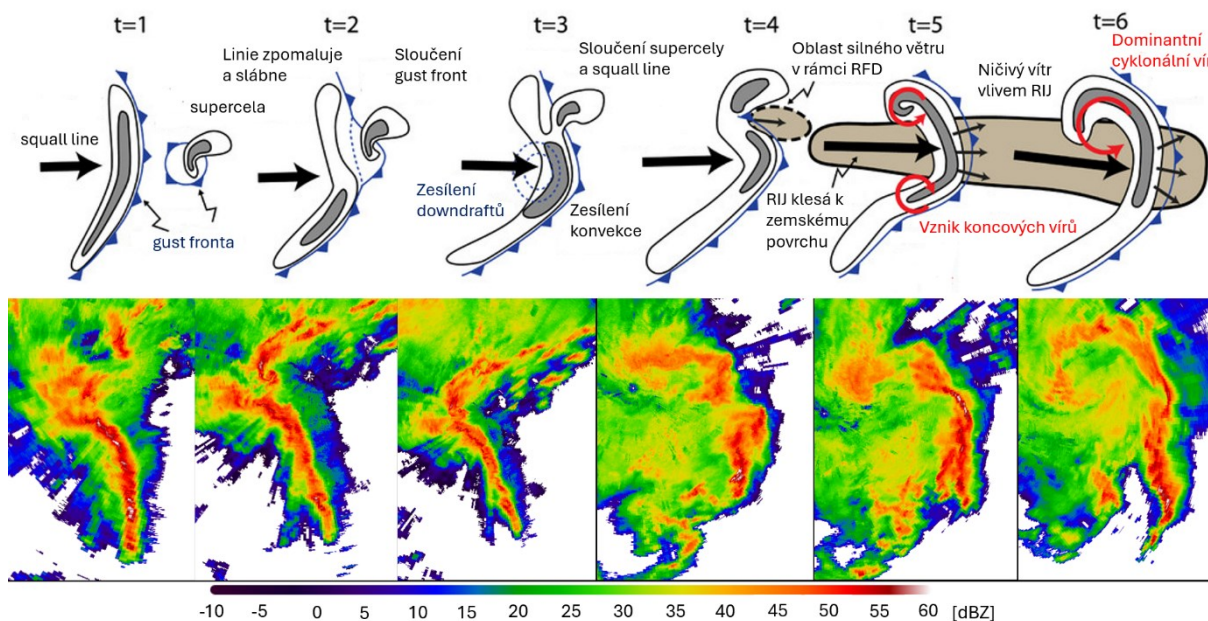 t=1
t=2
t=3
t=4
t=5
t=6
squall line
supercela
gust fronta
Linie zpomaluje
a slábne
Sloučení
gust front
Zesílení
downdraftů
Zesílení
konvekce
Sloučení supercely
a squall line
Oblast silného větru
v rámci RFD
RIJ klesá k
zemskému
povrchu
Ničivý vítr
vlivem RIJ
Vznik koncových vírů
Dominantní
cyklonální vír
-10 -5 0 5 10 15 20 25 30 35 40 45 50 55 60 [dBZ]